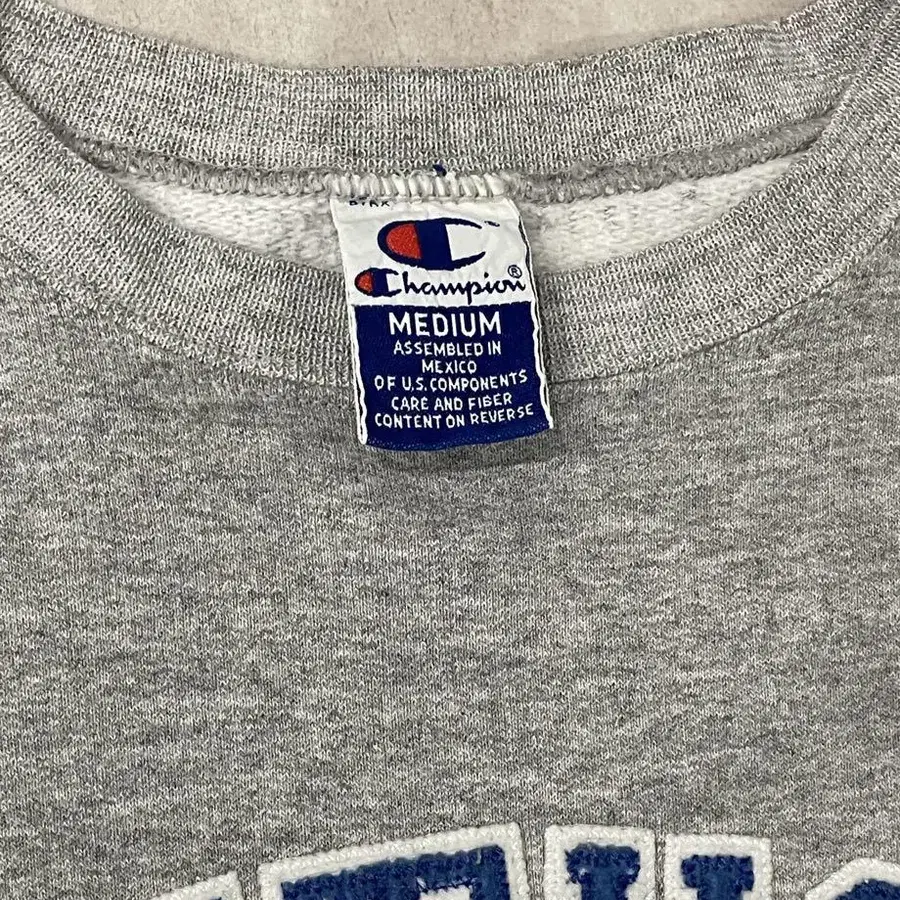 Champion®
MEDIUM
ASSEMBLED IN
MEXICO
OF U.S. COMPONENTS
CARE AND FIBER
CONTENT ON REVERSE